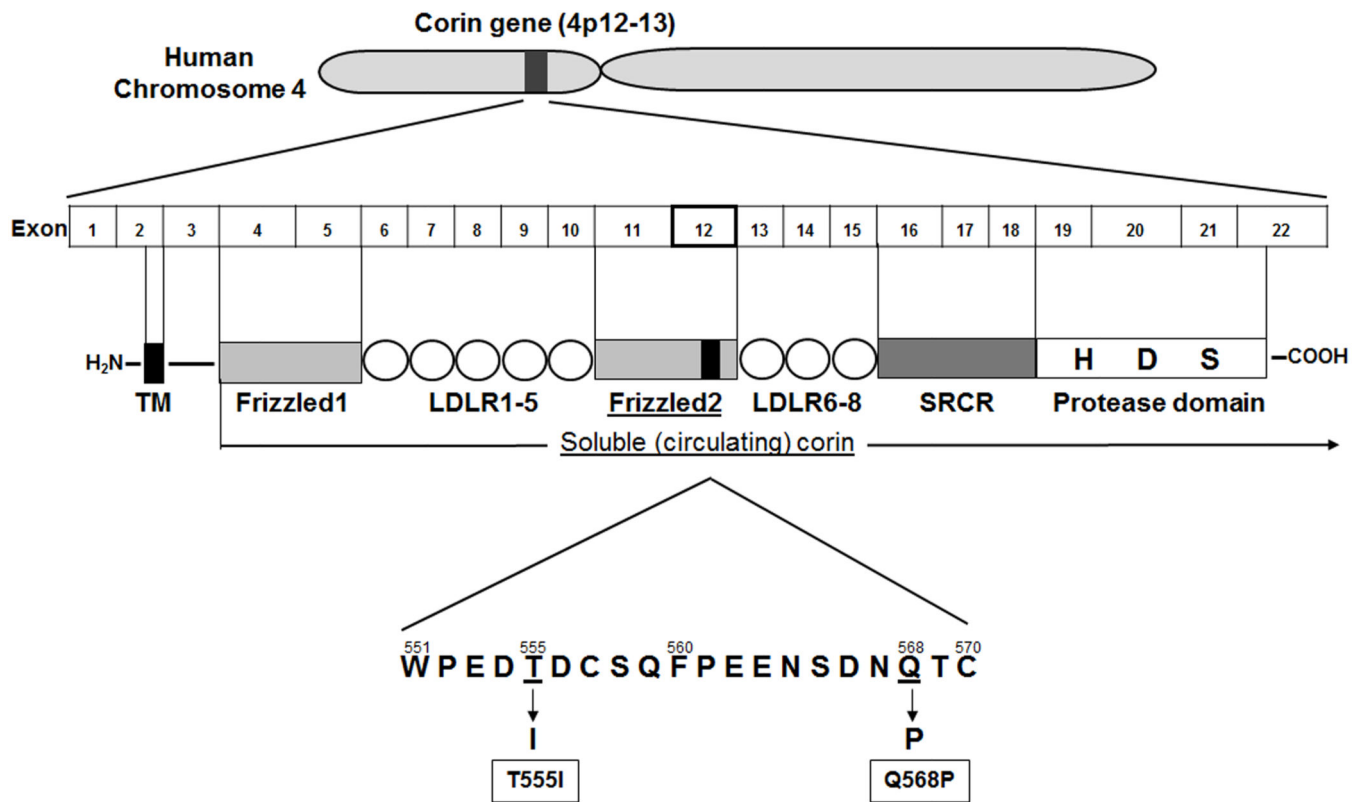 Corin gene (4p12-13)
Human
Chromosome 4
Exon 1 2 3 4 5 6 7 8 9 10 11 12 13 14 15 16 17 18 19 20 21 22
H₂N H D S COOH
TM Frizzled1 LDLR1-5 Frizzled2 LDLR6-8 SRCR Protease domain
Soluble (circulating) corin
551 555 560 568 570
W P E D T D C S Q F P E E N S D N Q T C
I P
T555I Q568P